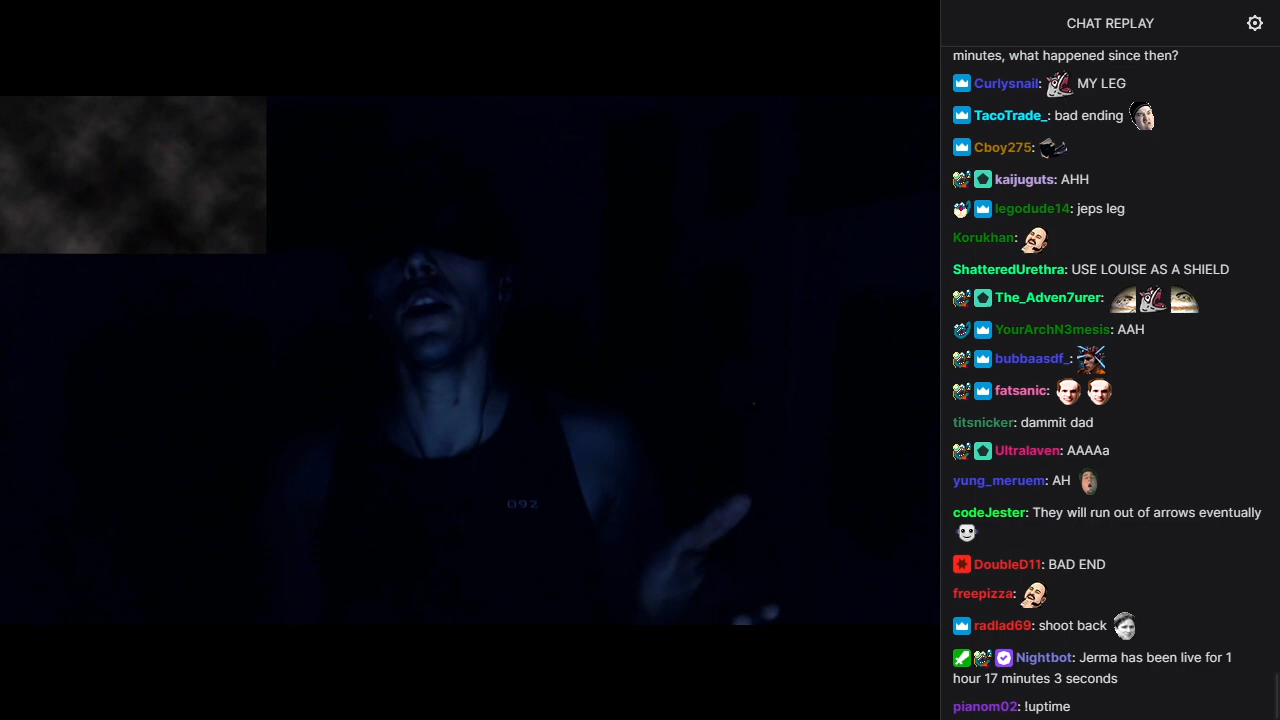 CHAT REPLAY
minutes, what happened since then?
Curlysnail: MY LEG
TacoTrade_: bad ending
Cboy275:
kaijuguts: AHH
legodude14: jeps leg
Korukhan:
ShatteredUrethra: USE LOUISE AS A SHIELD
The_Adven7urer:
YourArchN3mesis: AAH
bubbaasdf_:
fatsanic:
titsnicker: dammit dad
Ultralaven: AAAAa
yung_meruem: AH
codeJester: They will run out of arrows eventually
DoubleD11: BAD END
freepizza:
radlad69: shoot back
Nightbot: Jerma has been live for 1
hour 17 minutes 3 seconds
pianom02: !uptime
092